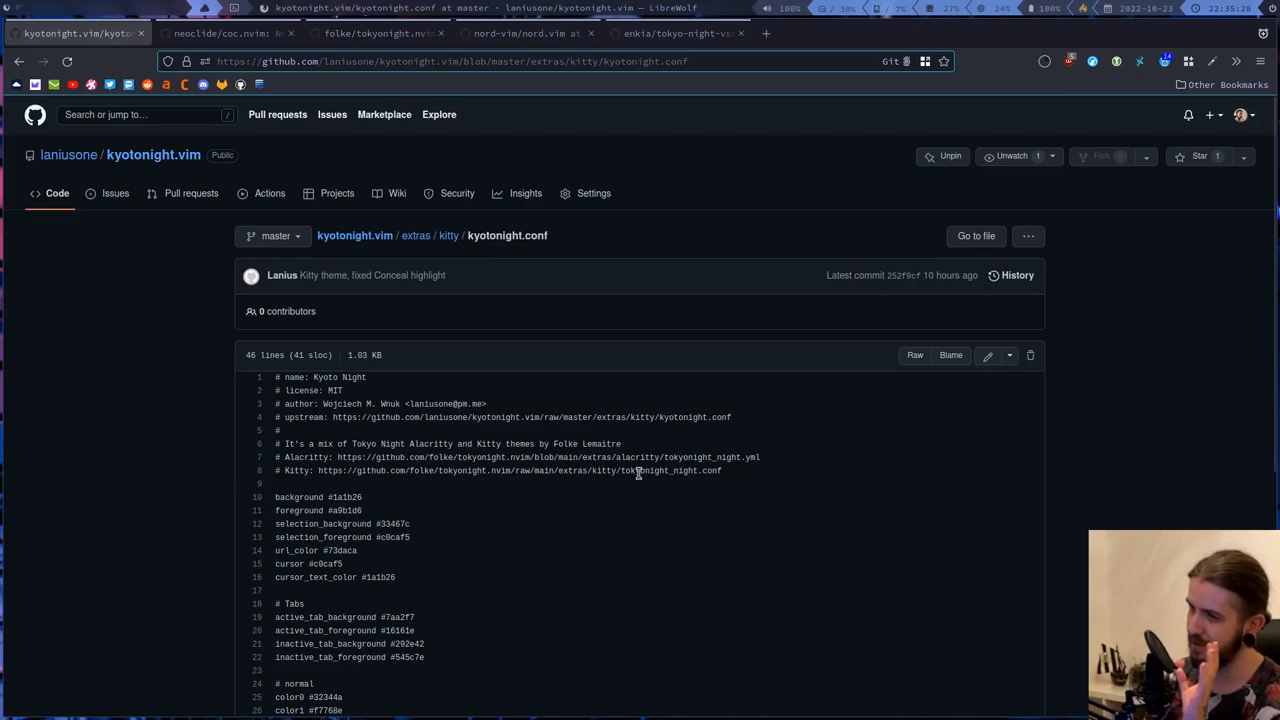 kyotonight.vim/kyotonight.conf at master - laniusone/kyotonight.vim — LibreWolf
100%
30%
7%
27%
24%
100%
2022-10-23
22:35:28
kyotonight.vim/kyoto
neoclide/coc.nvim: N
folke/tokyonight.nvi
nord-vim/nord.vim at
enkia/tokyo-night-vs
https://github.com/laniusone/kyotonight.vim/blob/master/extras/kitty/kyotonight.conf
Git
14
Other Bookmarks
Search or jump to…
/
Pull requests
Issues
Marketplace
Explore
laniusone / kyotonight.vim
Public
Unpin
Unwatch
1
Fork
Star
1
Code
Issues
Pull requests
Actions
Projects
Wiki
Security
Insights
Settings
master
kyotonight.vim / extras / kitty / kyotonight.conf
Go to file
Lanius Kitty theme, fixed Conceal highlight
Latest commit 252f9cf 10 hours ago
History
0 contributors
46 lines (41 sloc)
1.03 KB
Raw
Blame
1 # name: Kyoto Night
2 # license: MIT
3 # author: Wojciech M. Wnuk <laniusone@pm.me>
4 # upstream: https://github.com/laniusone/kyotonight.vim/raw/master/extras/kitty/kyotonight.conf
5 #
6 # It's a mix of Tokyo Night Alacritty and Kitty themes by Folke Lemaitre
7 # Alacritty: https://github.com/folke/tokyonight.nvim/blob/main/extras/alacritty/tokyonight_night.yml
8 # Kitty: https://github.com/folke/tokyonight.nvim/raw/main/extras/kitty/tokyonight_night.conf
9
10 background #1a1b26
11 foreground #a9b1d6
12 selection_background #33467c
13 selection_foreground #c0caf5
14 url_color #73daca
15 cursor #c0caf5
16 cursor_text_color #1a1b26
17
18 # Tabs
19 active_tab_background #7aa2f7
20 active_tab_foreground #16161e
21 inactive_tab_background #292e42
22 inactive_tab_foreground #545c7e
23
24 # normal
25 color0 #32344a
26 color1 #f7768e